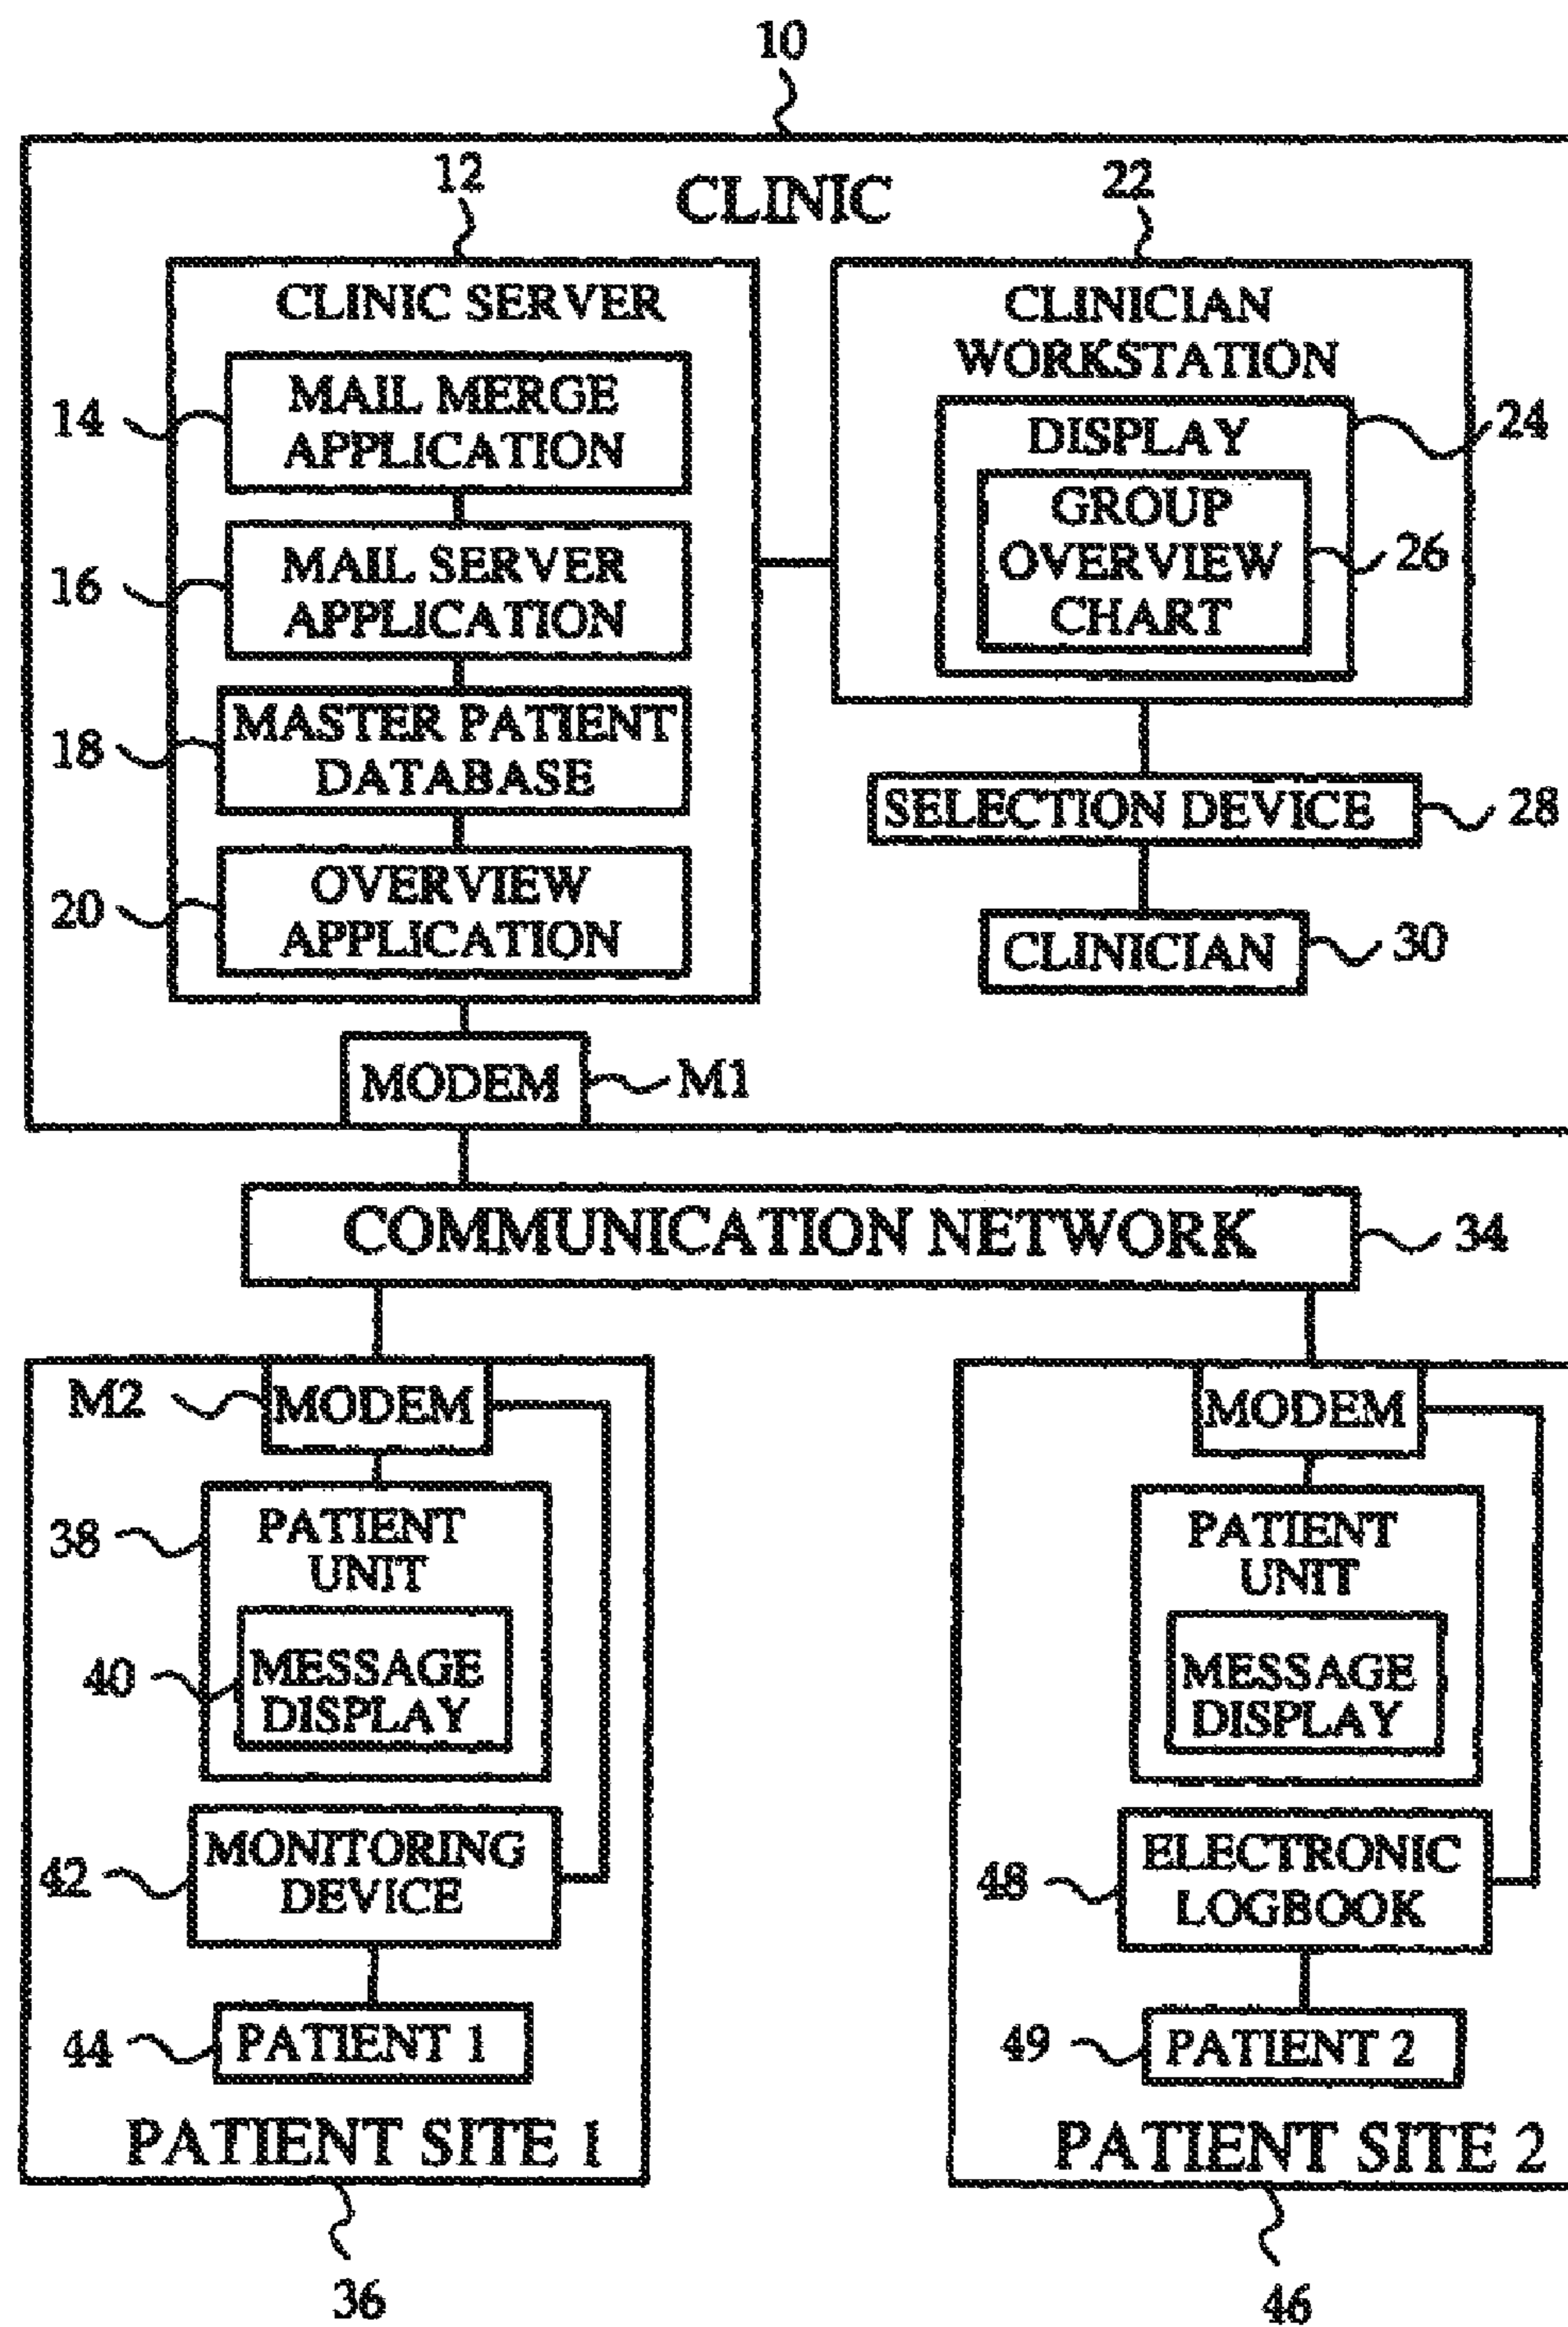 10
CLINIC
12
22
CLINIC SERVER
CLINICIAN
WORKSTATION
14
MAIL MERGE
APPLICATION
DISPLAY
24
GROUP
OVERVIEW
CHART
26
16
MAIL SERVER
APPLICATION
18
MASTER PATIENT
DATABASE
SELECTION DEVICE
28
20
OVERVIEW
APPLICATION
CLINICIAN
30
MODEM
M1
COMMUNICATION NETWORK
34
M2
MODEM
MODEM
38
PATIENT
UNIT
PATIENT
UNIT
40
MESSAGE
DISPLAY
MESSAGE
DISPLAY
42
MONITORING
DEVICE
48
ELECTRONIC
LOGBOOK
44
PATIENT 1
49
PATIENT 2
PATIENT SITE 1
PATIENT SITE 2
36
46